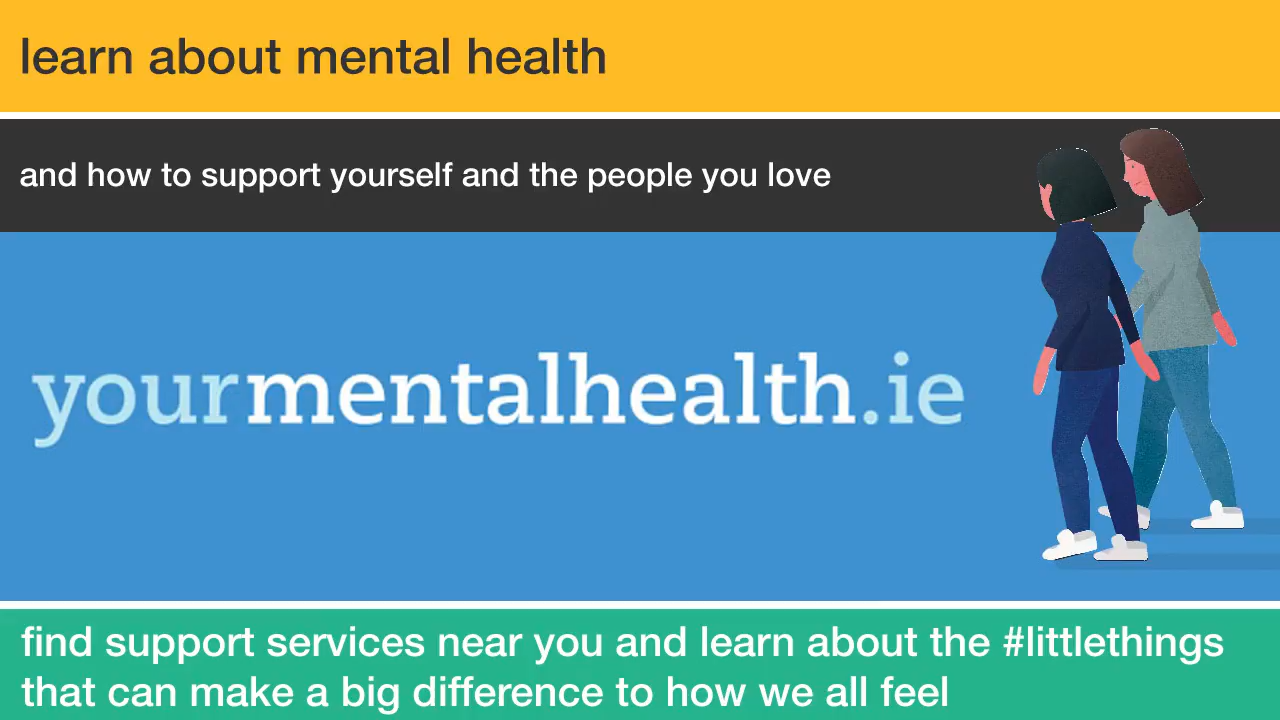 learn about mental health
and how to support yourself and the people you love
yourmentalhealth.ie
find support services near you and learn about the #littlethings
that can make a big difference to how we all feel